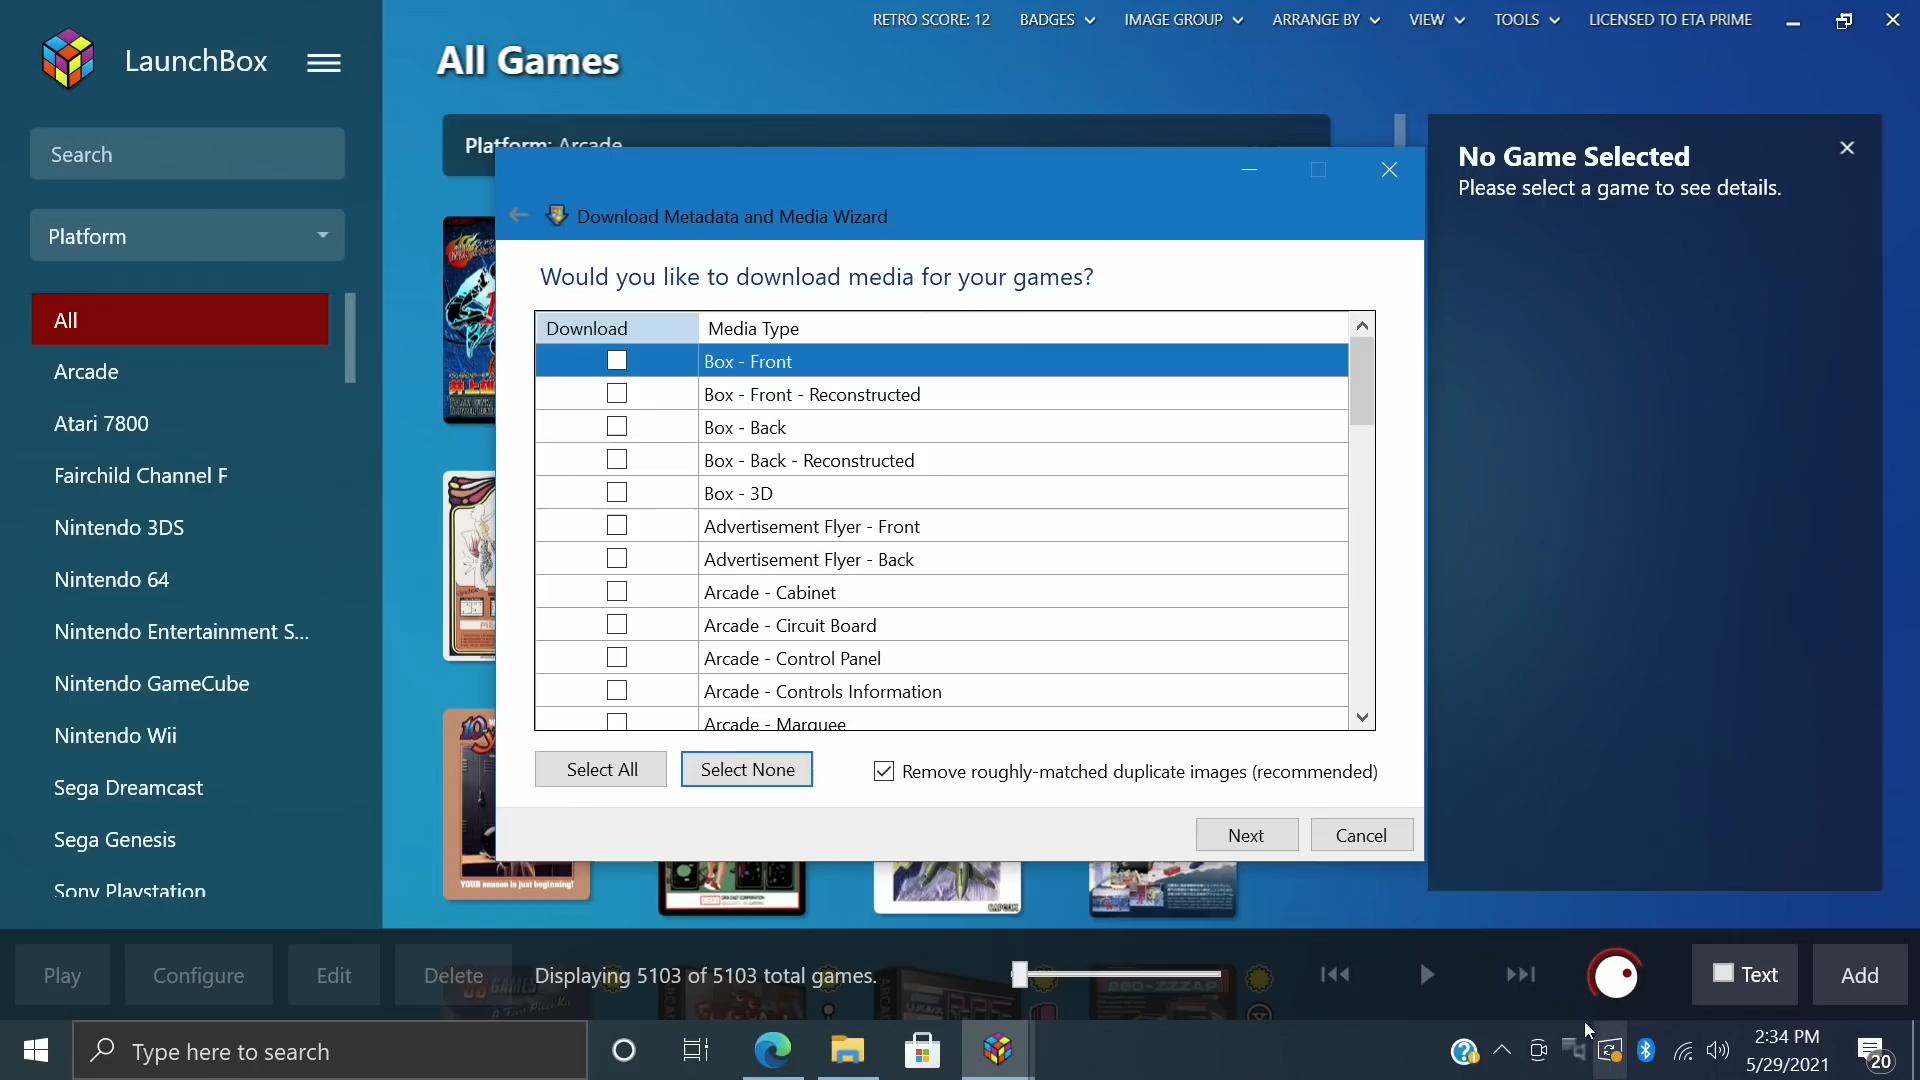 RETRO SCORE: 12 BADGES IMAGE GROUP ARRANGE BY VIEW TOOLS LICENSED TO ETA PRIME
LaunchBox
All Games
Search
Platform
All
Arcade
Atari 7800
Fairchild Channel F
Nintendo 3DS
Nintendo 64
Nintendo Entertainment S...
Nintendo GameCube
Nintendo Wii
Sega Dreamcast
Sega Genesis
Sony Playstation
Platform: Arcade
Download Metadata and Media Wizard
Would you like to download media for your games?
Download Media Type
Box - Front
Box - Front - Reconstructed
Box - Back
Box - Back - Reconstructed
Box - 3D
Advertisement Flyer - Front
Advertisement Flyer - Back
Arcade - Cabinet
Arcade - Circuit Board
Arcade - Control Panel
Arcade - Controls Information
Arcade - Marquee
Select All Select None Remove roughly-matched duplicate images (recommended)
Next Cancel
No Game Selected
Please select a game to see details.
YOUR season is just beginning!
CAPCOM
Play Configure Edit Delete Displaying 5103 of 5103 total games. Text Add
Type here to search
2:34 PM
5/29/2021
20